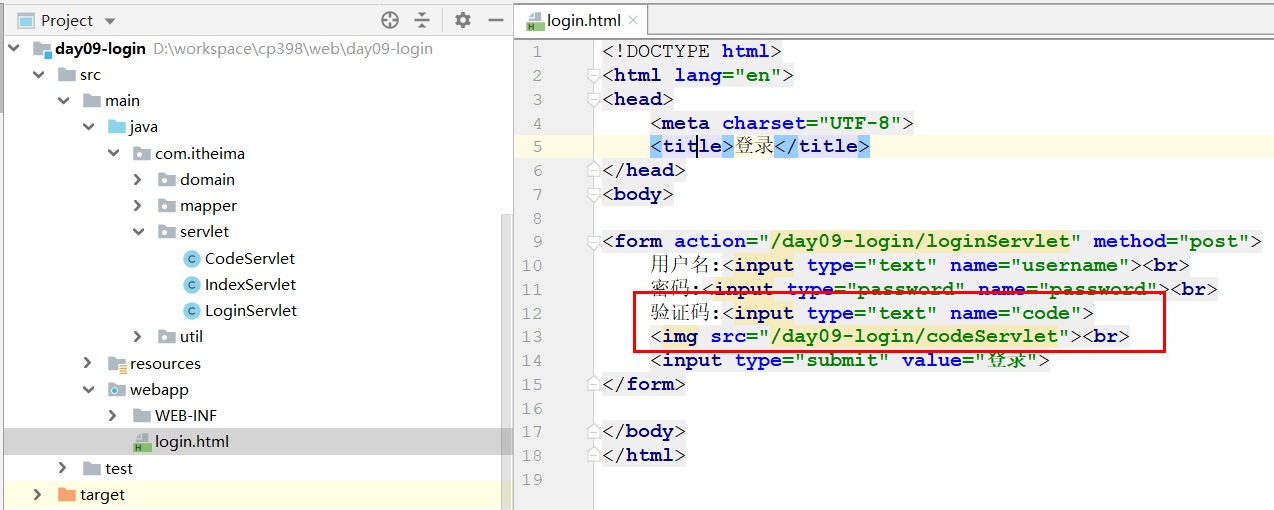 Project
day09-login D:\workspace\cp398\web\day09-login
src
main
java
com.itheima
domain
mapper
servlet
CodeServlet
IndexServlet
LoginServlet
util
resources
webapp
WEB-INF
login.html
test
target
login.html
1 <!DOCTYPE html>
2 <html lang="en">
3 <head>
4 <meta charset="UTF-8">
5 <title>登录</title>
6 </head>
7 <body>
8
9 <form action="/day09-login/loginServlet" method="post">
10 用户名:<input type="text" name="username"><br>
11 密码:<input type="password" name="password"><br>
12 验证码:<input type="text" name="code">
13 <img src="/day09-login/codeServlet"><br>
14 <input type="submit" value="登录">
15 </form>
16
17 </body>
18 </html>
19